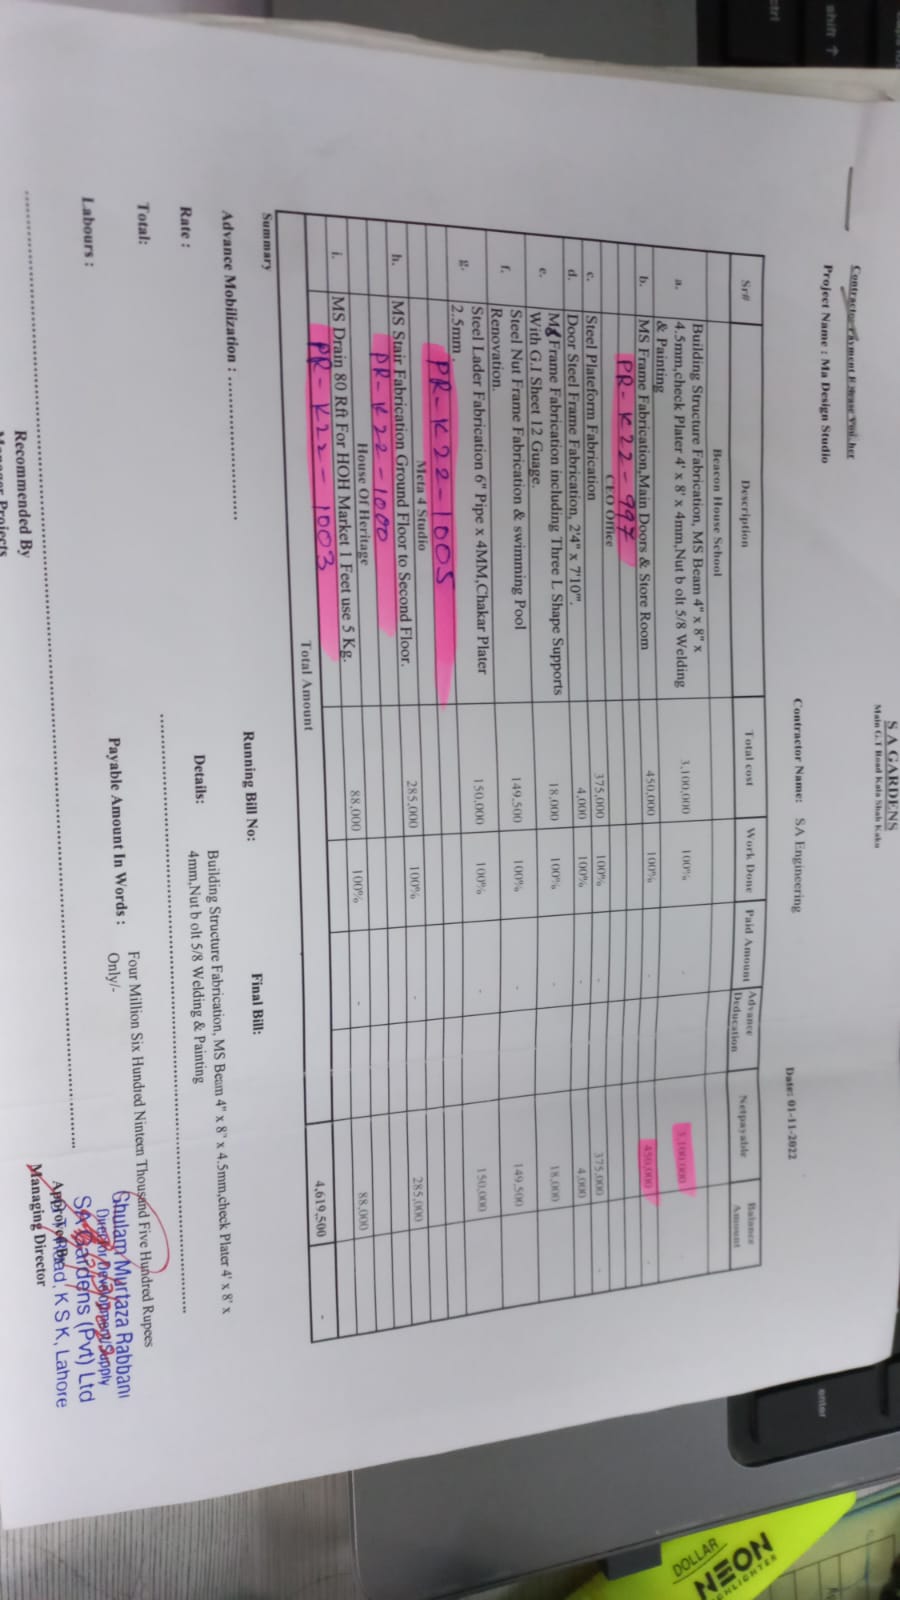 S A GARDENS
Main G.T Road Kala Shah Kaku
Contractor Payment Release Voucher
Project Name : Ma Design Studio
Contractor Name: SA Engineering
Date: 01-11-2022
Sr# Description Total cost Work Done Paid Amount Advance Deducation Netpayable Balance Amount
Beacon House School
a. Building Structure Fabrication, MS Beam 4" x 8" x
4.5mm,check Plater 4' x 8' x 4mm,Nut b olt 5/8 Welding
& Painting 3,100,000 100% - 3,100,000
b. MS Frame Fabrication,Main Doors & Store Room 450,000 100% - 450,000
PR-K22-997
CEO Office
c. Steel Plateform Fabrication 375,000 100% - 375,000 -
d. Door Steel Frame Fabrication, 2'4" x 7'10". 4,000 100% - 4,000
e. Frame Fabrication including Three L Shape Supports
With G.I Sheet 12 Guage. 18,000 100% - 18,000
f. Steel Nut Frame Fabrication & swimming Pool
Renovation. 149,500 100% - 149,500
g. Steel Lader Fabrication 6" Pipe x 4MM,Chakar Plater
2.5mm 150,000 100% - 150,000
PR-K22-1005
Meta 4 Studio
h. MS Stair Fabrication Ground Floor to Second Floor. 285,000 100% - 285,000
PR-K22-1000
House Of Heritage
i. MS Drain 80 Rft For HOH Market 1 Feet use 5 Kg. 88,000 100% - 88,000
PR-K22-1003
Total Amount 4,619,500 -
Summary
Advance Mobilization : ....................................
Running Bill No:
Final Bill:
Rate :
Details: Building Structure Fabrication, MS Beam 4" x 8" x 4.5mm,check Plater 4' x 8' x
4mm,Nut b olt 5/8 Welding & Painting
Total:
Labours :
Payable Amount In Words : Four Million Six Hundred Ninteen Thousand Five Hundred Rupees
Only/-
Ghulam Murtaza Rabbani
Director Development/Supply
SA Gardens (Pvt) Ltd
G.T Road, K S K, Lahore
Recommended By
Manager Projects
Approved By
Managing Director
shift ↑
ctrl
enter
DOLLAR
NEON
HIGHLIGHTER